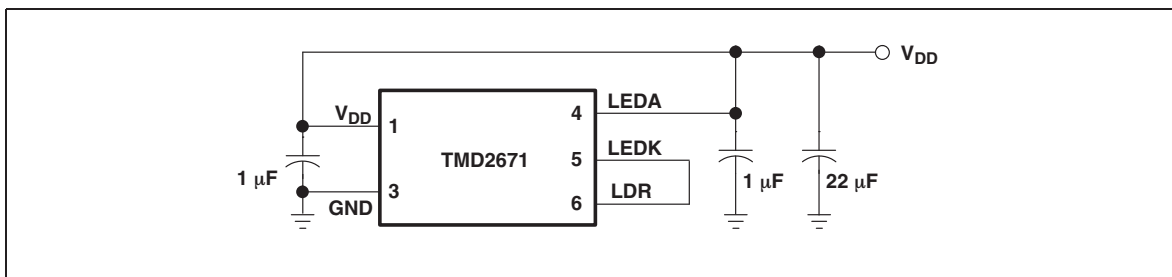 V_DD
V_DD
1
1 μF
3
GND
TMD2671
4
LEDA
5
LEDK
6
LDR
1 μF
22 μF